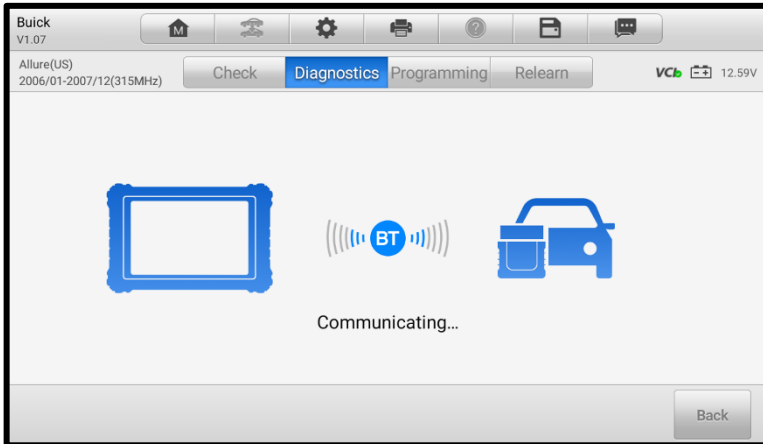 Buick
V1.07
M
?
Allure(US)
2006/01-2007/12(315MHz)
Check
Diagnostics
Programming
Relearn
VCI
12.59V
BT
Communicating...
Back